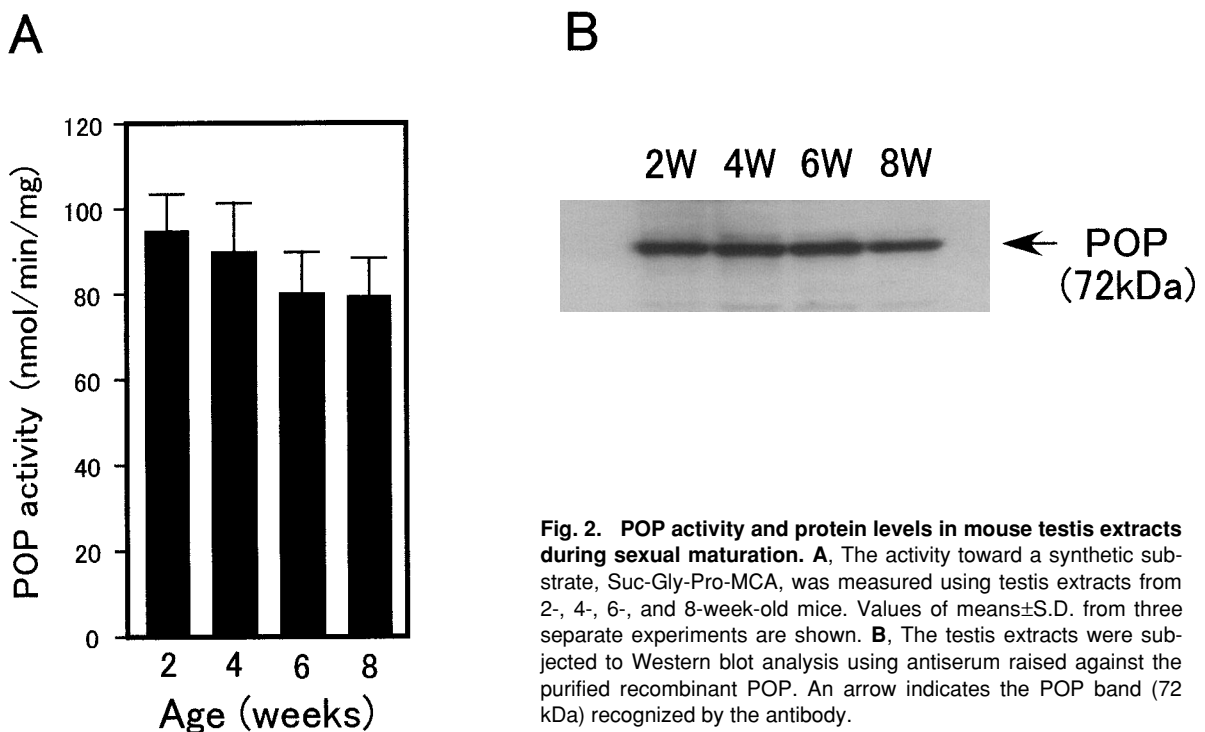 A
POP activity (nmol/min/mg)
120
100
80
60
40
20
0
2 4 6 8
Age (weeks)
B
2W 4W 6W 8W
POP
(72kDa)
Fig. 2. POP activity and protein levels in mouse testis extracts
during sexual maturation. A, The activity toward a synthetic sub-
strate, Suc-Gly-Pro-MCA, was measured using testis extracts from
2-, 4-, 6-, and 8-week-old mice. Values of means±S.D. from three
separate experiments are shown. B, The testis extracts were sub-
jected to Western blot analysis using antiserum raised against the
purified recombinant POP. An arrow indicates the POP band (72
kDa) recognized by the antibody.